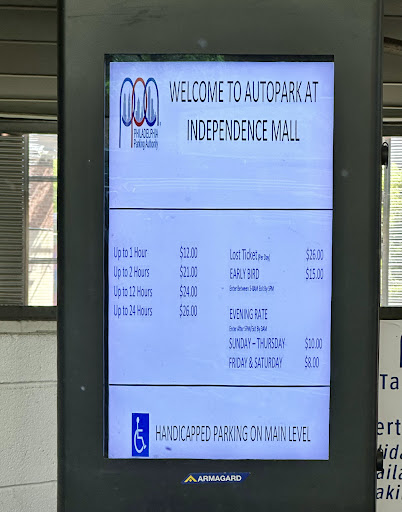 WELCOME TO AUTOPARK AT
INDEPENDENCE MALL
PHILADELPHIA
Parking Authority
Up to 1 Hour $12.00
Up to 2 Hours $21.00
Up to 12 Hours $24.00
Up to 24 Hours $26.00
Lost Ticket (Per Day) $26.00
EARLY BIRD $15.00
EVENING RATE
SUNDAY – THURSDAY $10.00
FRIDAY & SATURDAY $8.00
HANDICAPPED PARKING ON MAIN LEVEL
ARMAGARD